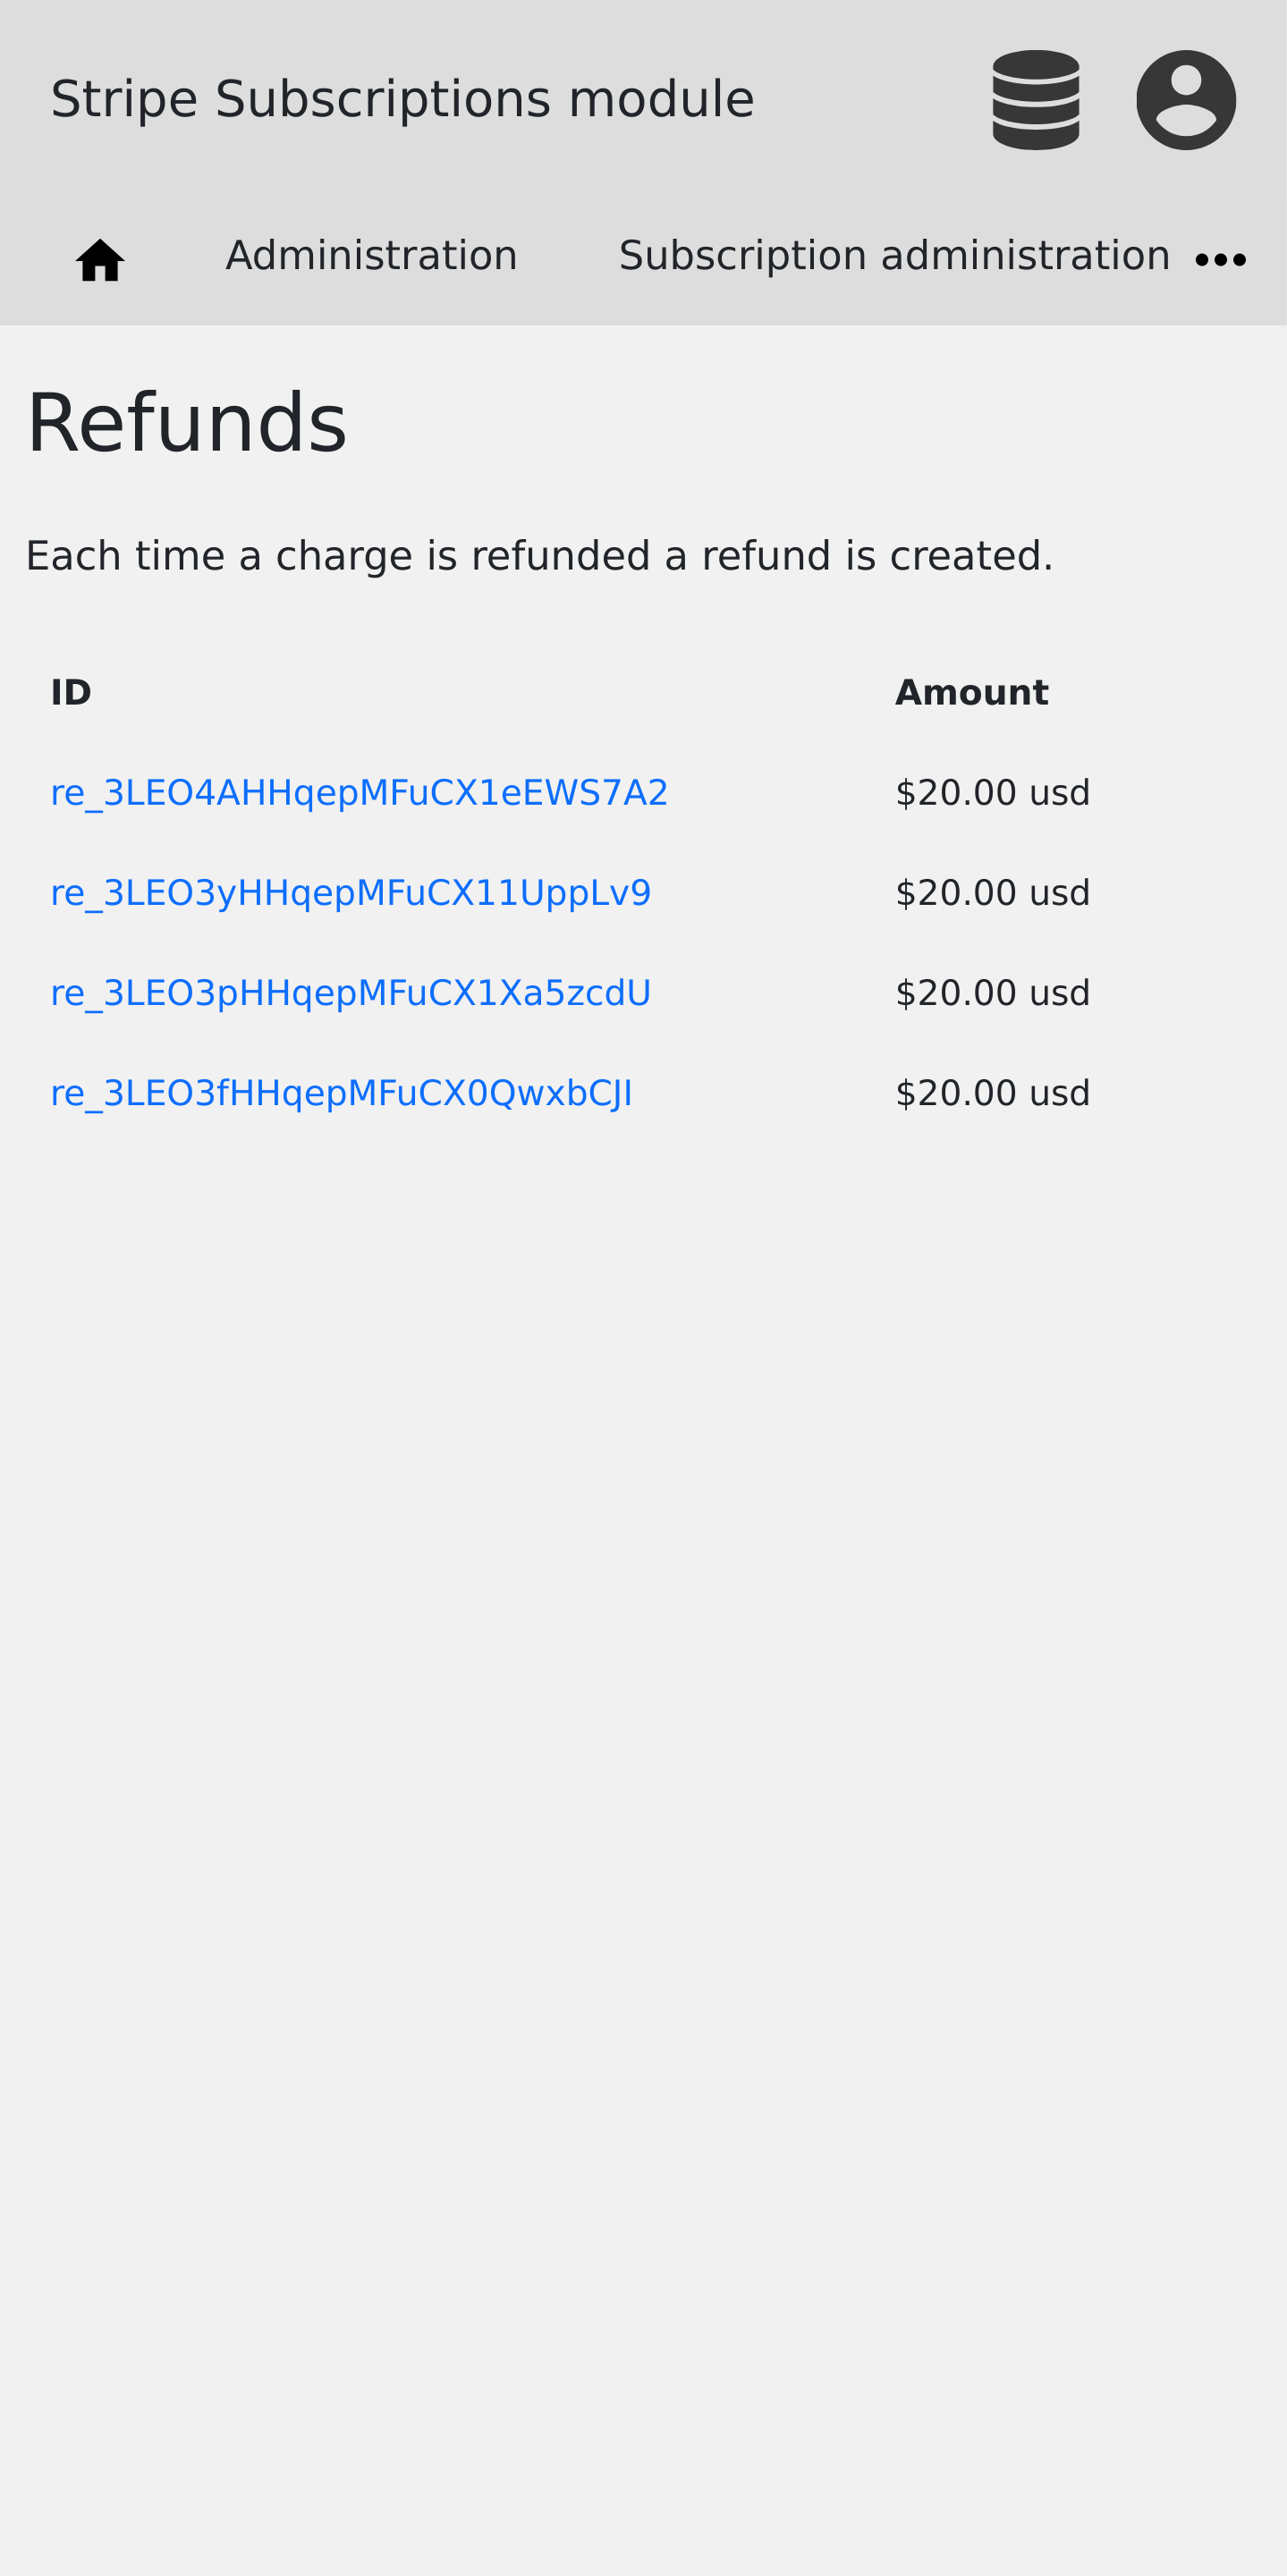 Stripe Subscriptions module
Administration Subscription administration
Refunds
Each time a charge is refunded a refund is created.
ID Amount
re_3LEO4AHHqepMFuCX1eEWS7A2 $20.00 usd
re_3LEO3yHHqepMFuCX11UppLv9 $20.00 usd
re_3LEO3pHHqepMFuCX1Xa5zcdU $20.00 usd
re_3LEO3fHHqepMFuCX0QwxbCJI $20.00 usd